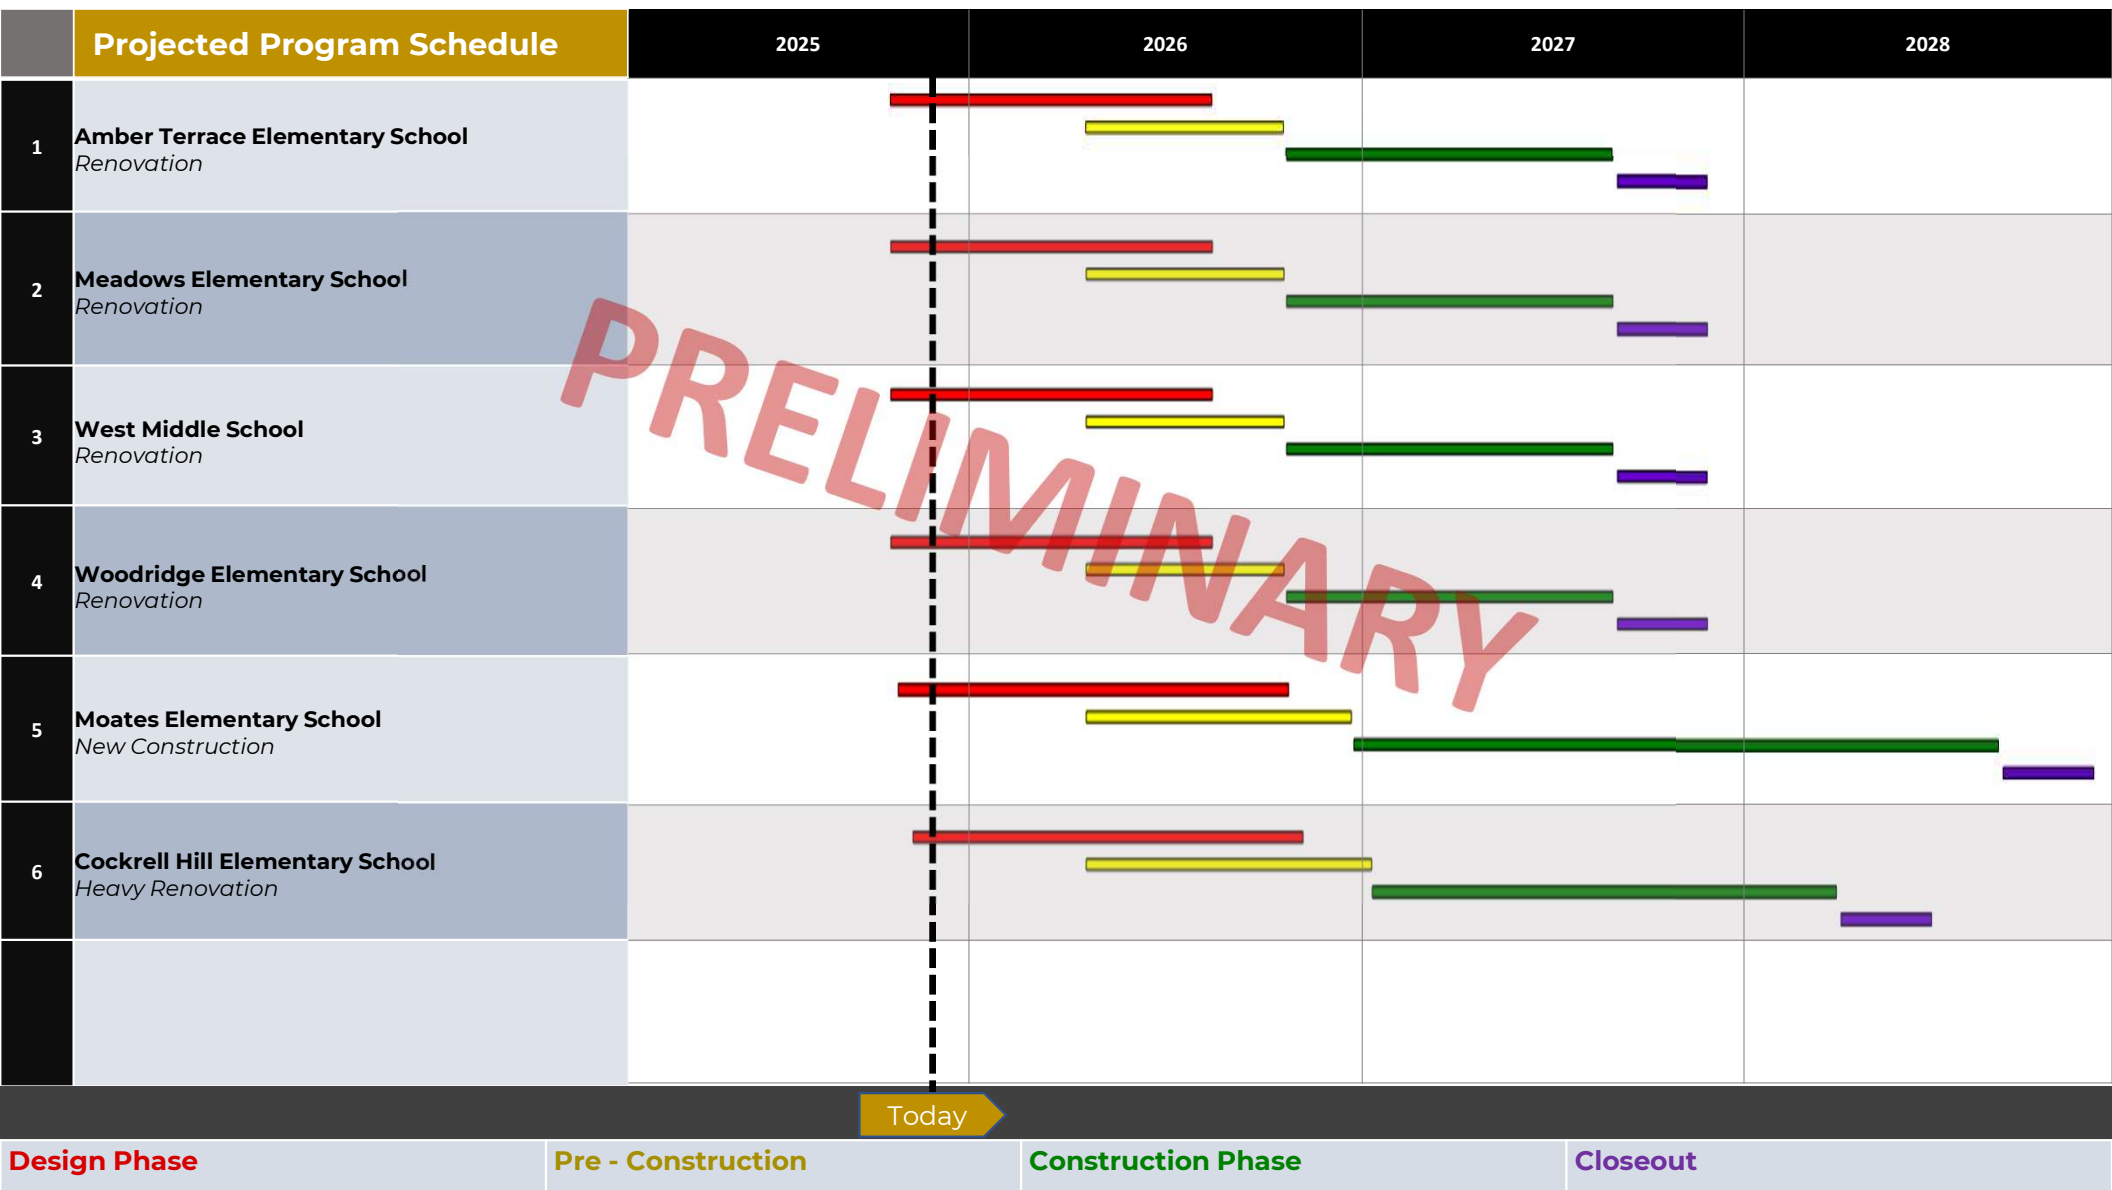 Projected Program Schedule
2025
2026
2027
2028
1
Amber Terrace Elementary School
Renovation
2
Meadows Elementary School
Renovation
3
West Middle School
Renovation
4
Woodridge Elementary School
Renovation
5
Moates Elementary School
New Construction
6
Cockrell Hill Elementary School
Heavy Renovation
PRELIMINARY
Today
Design Phase
Pre - Construction
Construction Phase
Closeout